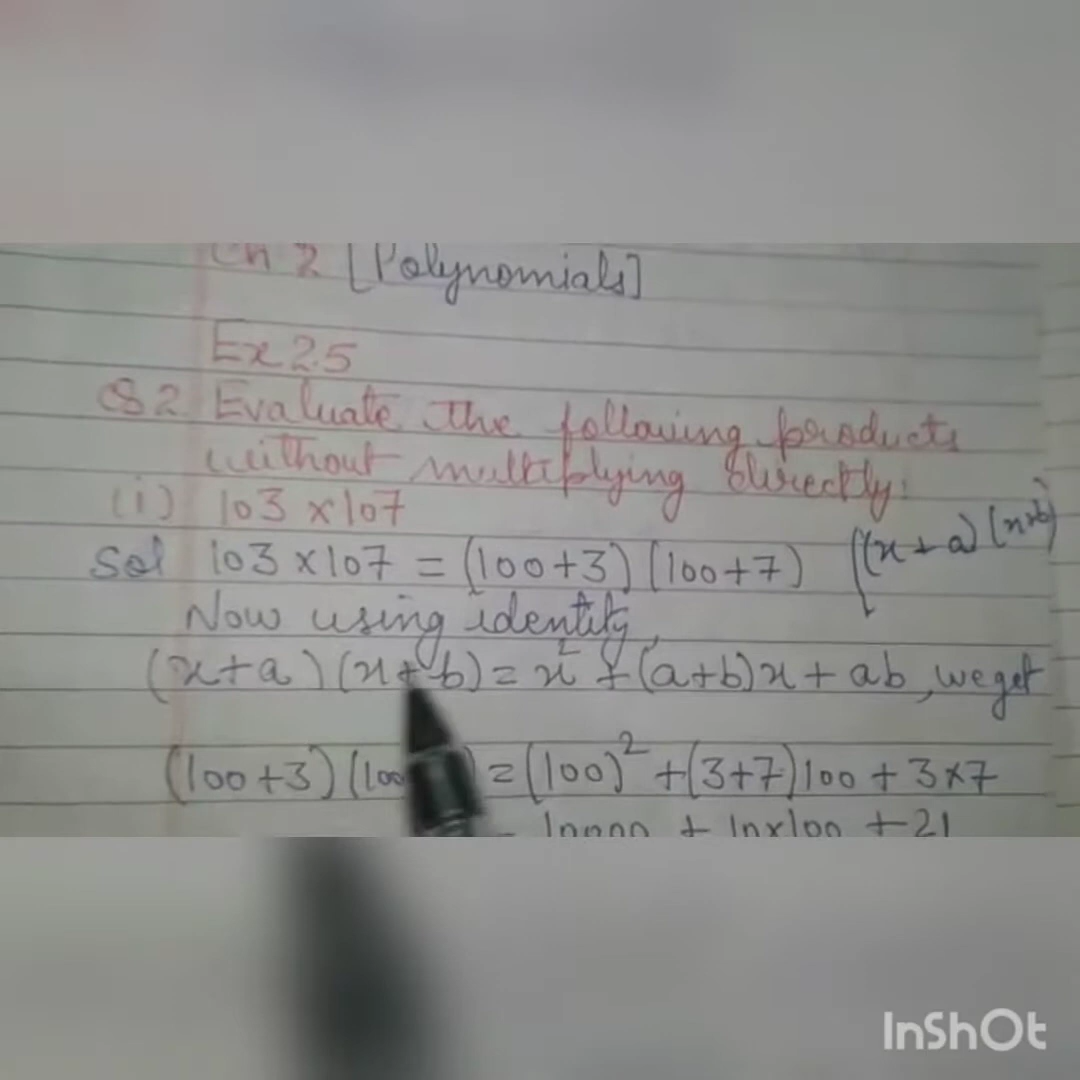 Ch 2 [Polynomials]
Ex 2.5
Q2 Evaluate the following products
without multiplying directly:
(i) 103 x 107
Sol 103 x 107 = (100+3) (100+7) [(x+a) (x+b)
Now using identity,
(x+a) (x+b) = x² + (a+b)x + ab, we get
(100+3) (100 ) = (100)² + (3+7)100 + 3x7
10000 + 10x100 + 21
InShOt